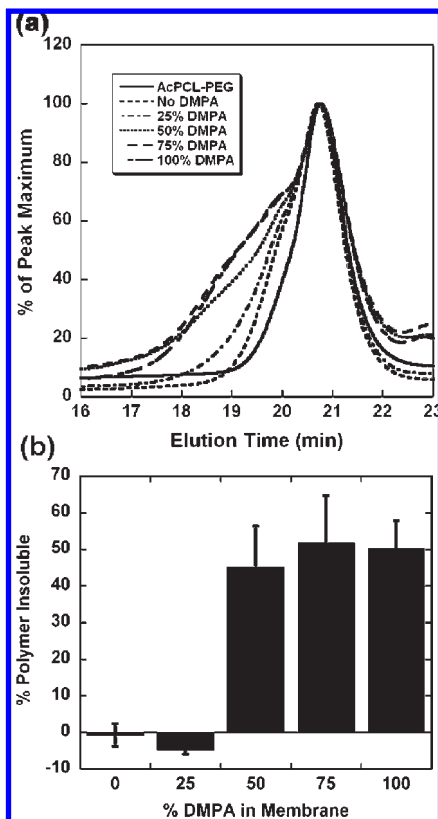 (a)
120
100
80
60
40
20
0
% of Peak Maximum
AcPCL-PEG
No DMPA
25% DMPA
50% DMPA
75% DMPA
100% DMPA
16 17 18 19 20 21 22 23
Elution Time (min)
(b)
70
60
50
40
30
20
10
0
-10
% Polymer Insoluble
0 25 50 75 100
% DMPA in Membrane